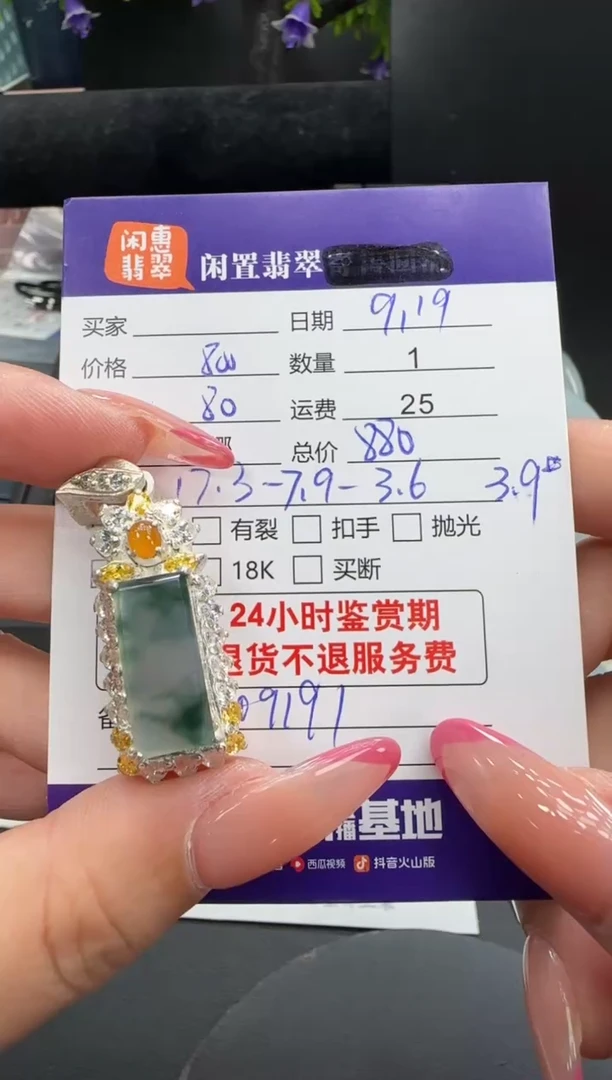 闲惠
翡翠
闲置翡翠
买家 日期 9,19
价格 800 数量 1
80 运费 25
总价 880
17.3-7.9-3.6 3.9
有裂 扣手 抛光
18K 买断
24小时鉴赏期
退货不退服务费
09191
播基地
西瓜视频 抖音火山版